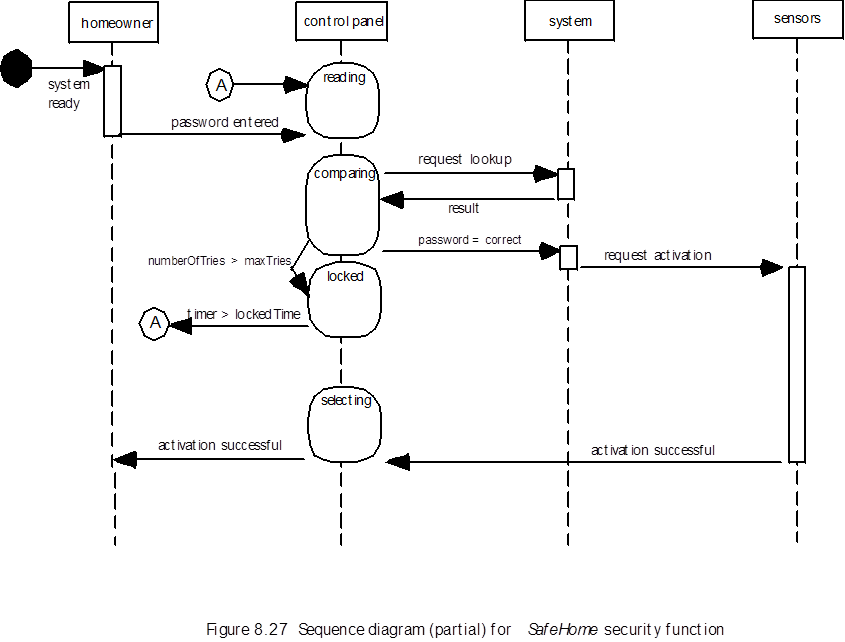 homeowner
control panel
system
sensors
system
ready
A
reading
password entered
comparing
request lookup
result
password = correct
request activation
numberOfTries > maxTries
locked
A
timer > lockedTime
selecting
activation successful
activation successful
Figure 8.27 Sequence diagram (partial) for SafeHome security function